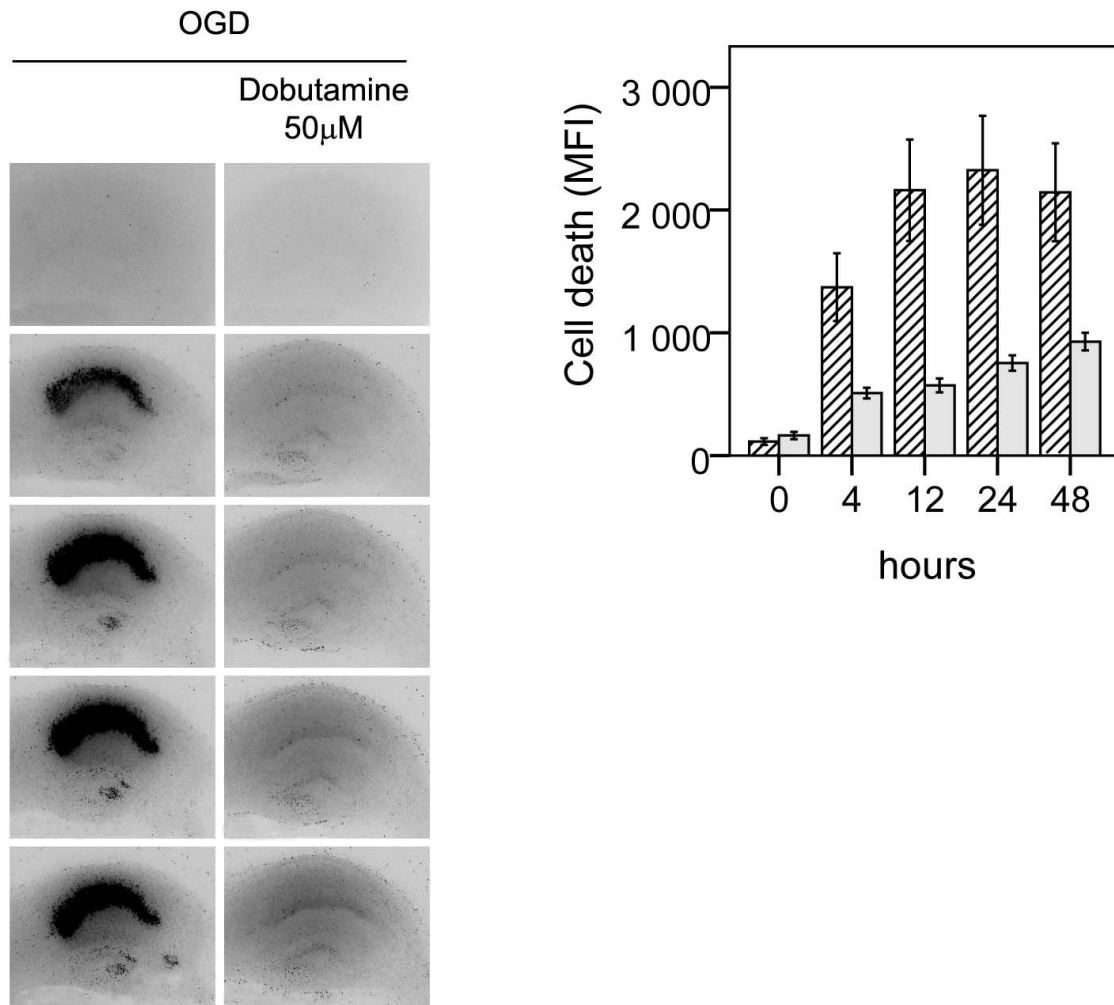 OGD
Dobutamine
50µM
Cell death (MFI)
3 000
2 000
1 000
0
0 4 12 24 48
hours